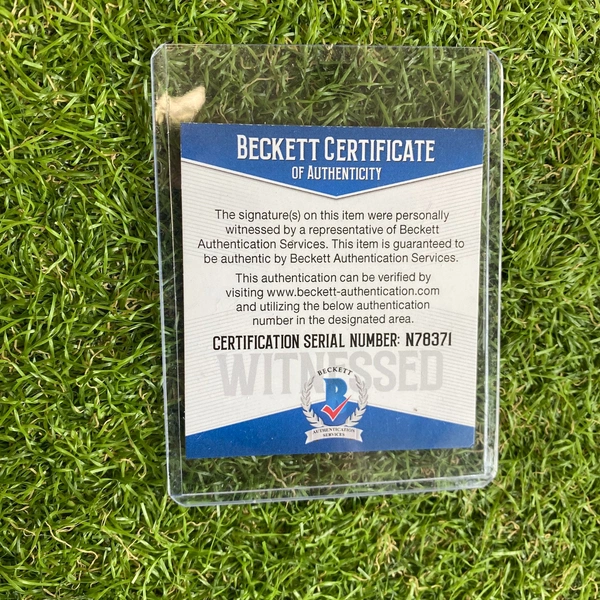 BECKETT CERTIFICATE
OF AUTHENTICITY
The signature(s) on this item were personally
witnessed by a representative of Beckett
Authentication Services. This item is guaranteed to
be authentic by Beckett Authentication Services.
This authentication can be verified by
visiting www.beckett-authentication.com
and utilizing the below authentication
number in the designated area.
CERTIFICATION SERIAL NUMBER: N78371
WITNESSED
BECKETT
B
AUTHENTICATION
SERVICES